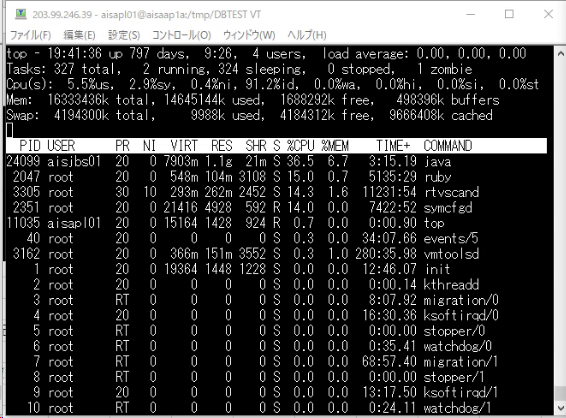 203.99.246.39 - aisapl01@aisaap1a:/tmp/DBTEST VT
ファイル(F) 編集(E) 設定(S) コントロール(O) ウィンドウ(W) ヘルプ(H)
top - 19:41:36 up 797 days, 9:26, 4 users, load average: 0.00, 0.00, 0.00
Tasks: 327 total, 2 running, 324 sleeping, 0 stopped, 1 zombie
Cpu(s): 5.5%us, 2.9%sy, 0.4%ni, 91.2%id, 0.0%wa, 0.0%hi, 0.0%si, 0.0%st
Mem: 16333436k total, 14645144k used, 1688292k free, 498396k buffers
Swap: 4194300k total, 9988k used, 4184312k free, 9666408k cached
PID USER PR NI VIRT RES SHR S %CPU %MEM TIME+ COMMAND
24099 aisjbs01 20 0 7903m 1.1g 21m S 36.5 6.7 3:15.19 java
2047 root 20 0 548m 104m 3108 S 15.0 0.7 5135:29 ruby
3305 root 30 10 293m 262m 2452 S 14.3 1.6 11231:54 rtvscand
2351 root 20 0 21416 4928 592 R 14.0 0.0 7422:52 symcfgd
11035 aisapl01 20 0 15164 1428 924 R 0.7 0.0 0:00.90 top
40 root 20 0 0 0 0 S 0.3 0.0 34:07.66 events/5
3162 root 20 0 366m 151m 3552 S 0.3 1.0 280:35.98 vmtoolsd
1 root 20 0 19364 1448 1228 S 0.0 0.0 12:46.07 init
2 root 20 0 0 0 0 S 0.0 0.0 0:00.14 kthreadd
3 root RT 0 0 0 0 S 0.0 0.0 8:07.92 migration/0
4 root 20 0 0 0 0 S 0.0 0.0 16:30.36 ksoftirqd/0
5 root RT 0 0 0 0 S 0.0 0.0 0:00.00 stopper/0
6 root RT 0 0 0 0 S 0.0 0.0 0:35.41 watchdog/0
7 root RT 0 0 0 0 S 0.0 0.0 68:57.40 migration/1
8 root RT 0 0 0 0 S 0.0 0.0 0:00.00 stopper/1
9 root 20 0 0 0 0 S 0.0 0.0 13:17.50 ksoftirqd/1
10 root RT 0 0 0 0 S 0.0 0.0 0:24.11 watchdog/1